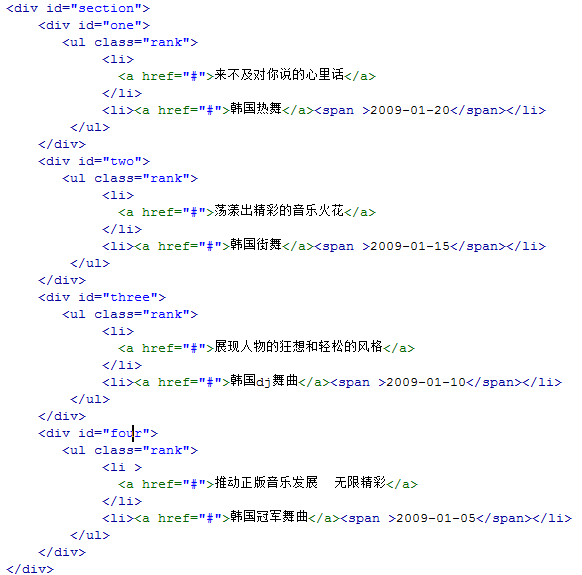 <div id="section">
<div id="one">
<ul class="rank">
<li>
<a href="#">来不及对你说的心里话</a>
</li>
<li><a href="#">韩国热舞</a><span >2009-01-20</span></li>
</ul>
</div>
<div id="two">
<ul class="rank">
<li>
<a href="#">荡漾出精彩的音乐火花</a>
</li>
<li><a href="#">韩国街舞</a><span >2009-01-15</span></li>
</ul>
</div>
<div id="three">
<ul class="rank">
<li>
<a href="#">展现人物的狂想和轻松的风格</a>
</li>
<li><a href="#">韩国dj舞曲</a><span >2009-01-10</span></li>
</ul>
</div>
<div id="four">
<ul class="rank">
<li >
<a href="#">推动正版音乐发展  无限精彩</a>
</li>
<li><a href="#">韩国冠军舞曲</a><span >2009-01-05</span></li>
</ul>
</div>
</div>